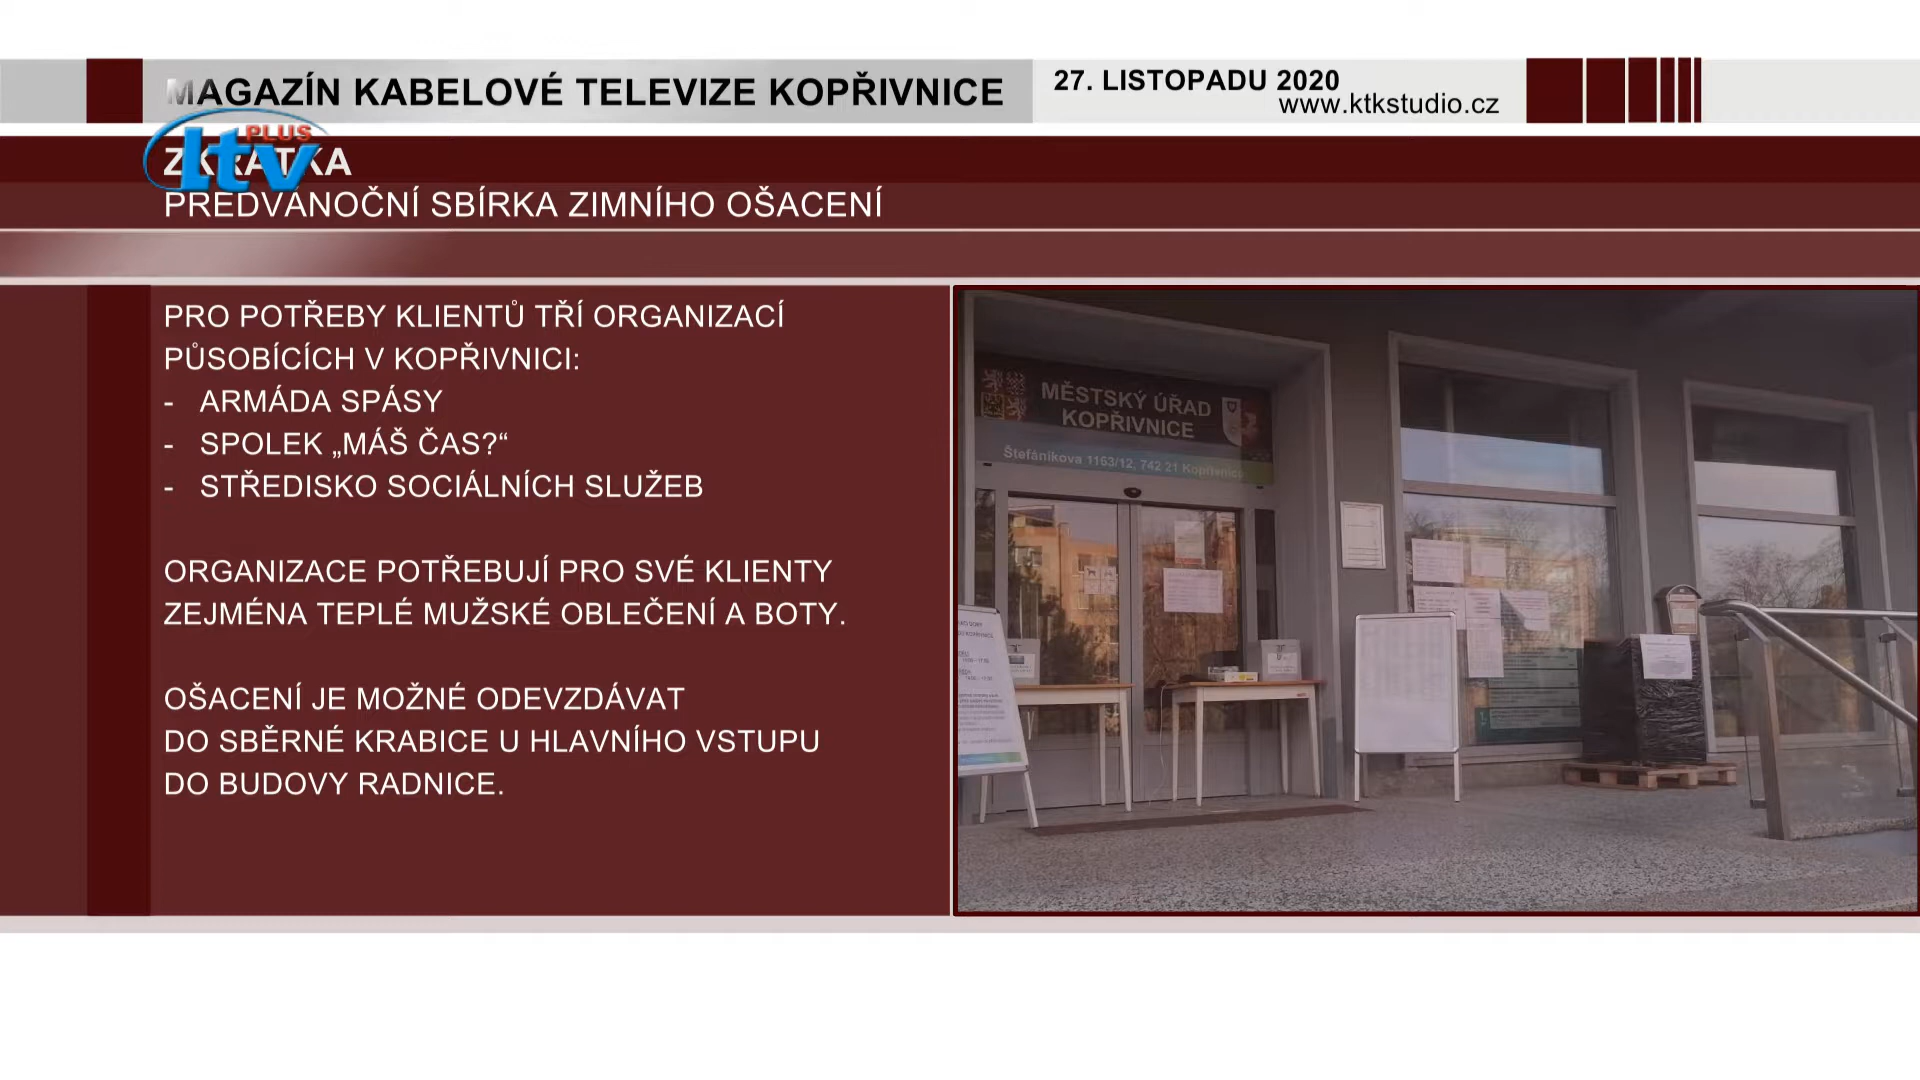 MAGAZÍN KABELOVÉ TELEVIZE KOPŘIVNICE
27. LISTOPADU 2020
www.ktkstudio.cz
ltv PLUS
ZKRÁTKA
PŘEDVÁNOČNÍ SBÍRKA ZIMNÍHO OŠACENÍ
PRO POTŘEBY KLIENTŮ TŘÍ ORGANIZACÍ
PŮSOBÍCÍCH V KOPŘIVNICI:
- ARMÁDA SPÁSY
- SPOLEK „MÁŠ ČAS?“
- STŘEDISKO SOCIÁLNÍCH SLUŽEB
ORGANIZACE POTŘEBUJÍ PRO SVÉ KLIENTY
ZEJMÉNA TEPLÉ MUŽSKÉ OBLEČENÍ A BOTY.
OŠACENÍ JE MOŽNÉ ODEVZDÁVAT
DO SBĚRNÉ KRABICE U HLAVNÍHO VSTUPU
DO BUDOVY RADNICE.
MĚSTSKÝ ÚŘAD
KOPŘIVNICE
Štefánikova 1163/12, 742 21 Kopřivnice